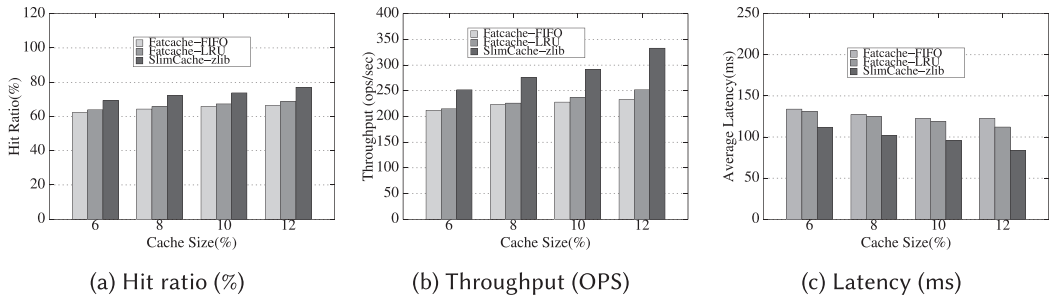 120
100
80
60
40
20
0
Hit Ratio(%)
Fatcache−FIFO
Fatcache−LRU
SlimCache−zlib
6 8 10 12
Cache Size(%)
(a) Hit ratio (%)
400
350
300
250
200
150
100
50
0
Throughput (ops/sec)
Fatcache−FIFO
Fatcache−LRU
SlimCache−zlib
6 8 10 12
Cache Size(%)
(b) Throughput (OPS)
250
200
150
100
50
0
Average Latency(ms)
Fatcache−FIFO
Fatcache−LRU
SlimCache−zlib
6 8 10 12
Cache Size(%)
(c) Latency (ms)